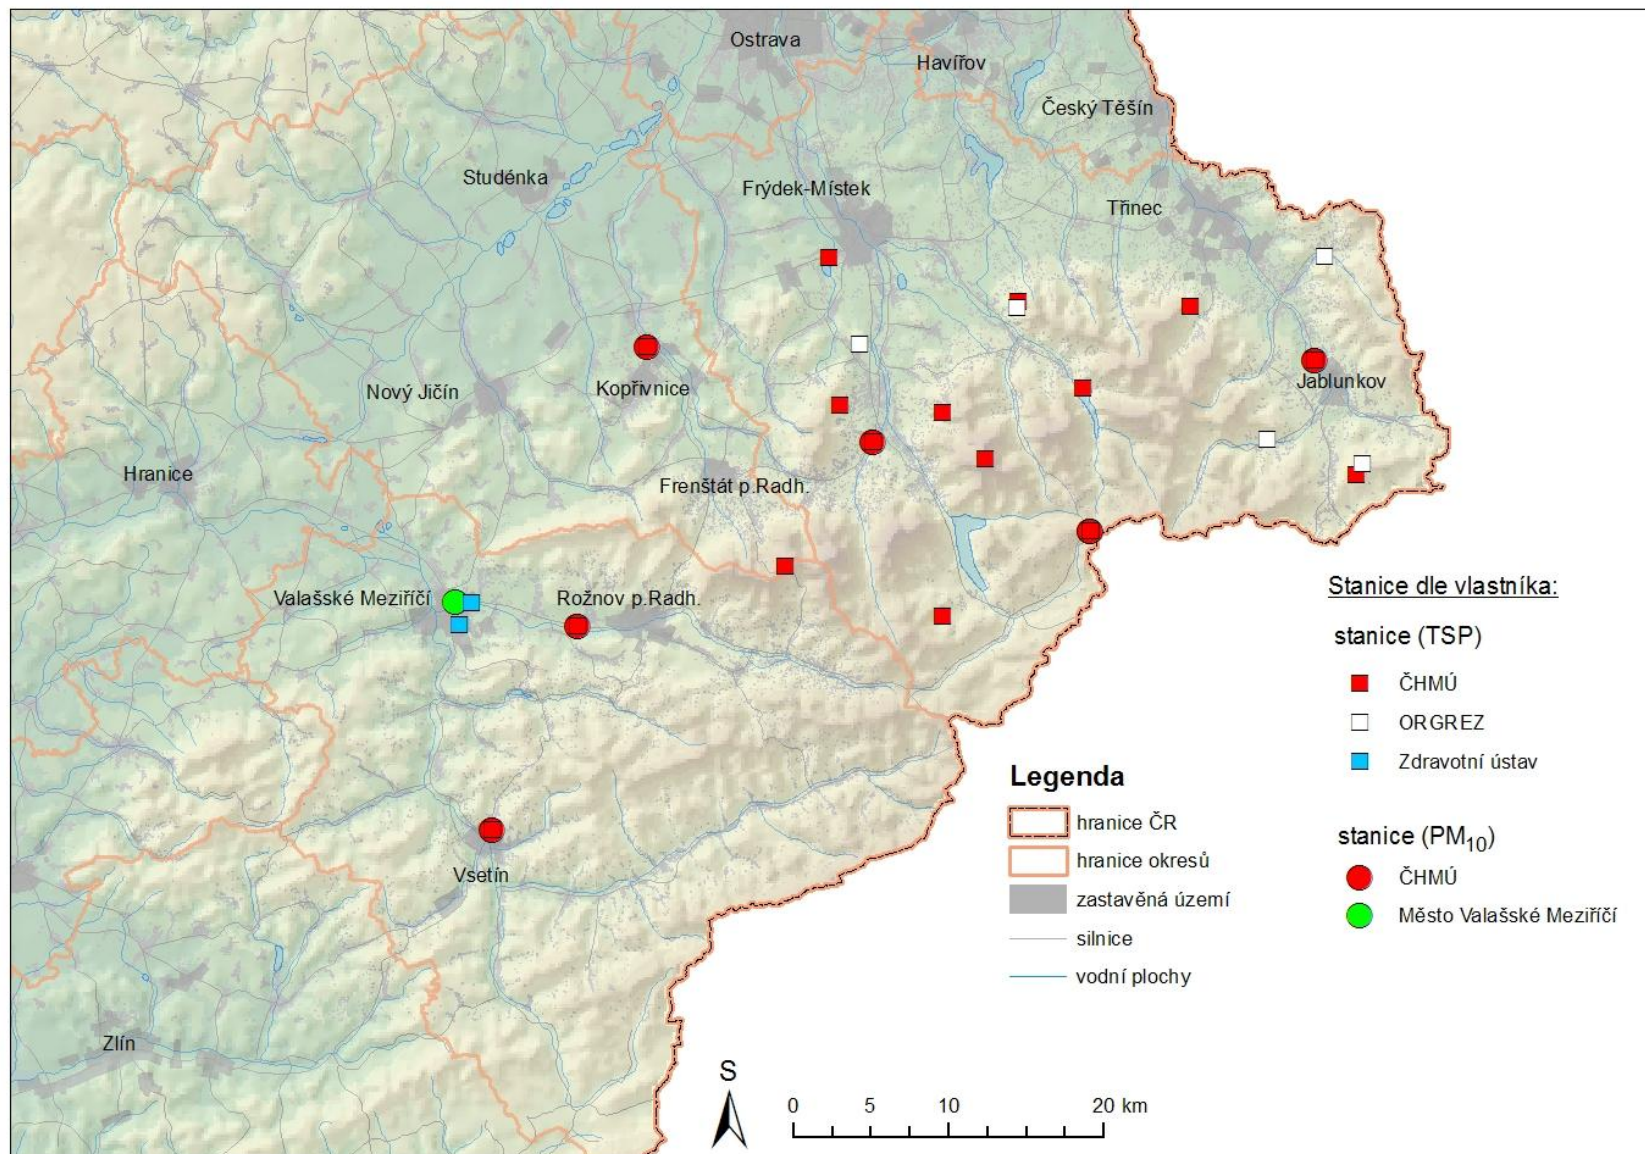 Ostrava
Havířov
Český Těšín
Studénka
Frýdek-Místek
Třinec
Kopřivnice
Jablunkov
Nový Jičín
Hranice
Frenštát p.Radh.
Valašské Meziříčí
Rožnov p.Radh.
Vsetín
Zlín
Stanice dle vlastníka:
stanice (TSP)
ČHMÚ
ORGREZ
Zdravotní ústav
stanice (PM10)
ČHMÚ
Město Valašské Meziříčí
Legenda
hranice ČR
hranice okresů
zastavěná území
silnice
vodní plochy
S
0 5 10 20 km